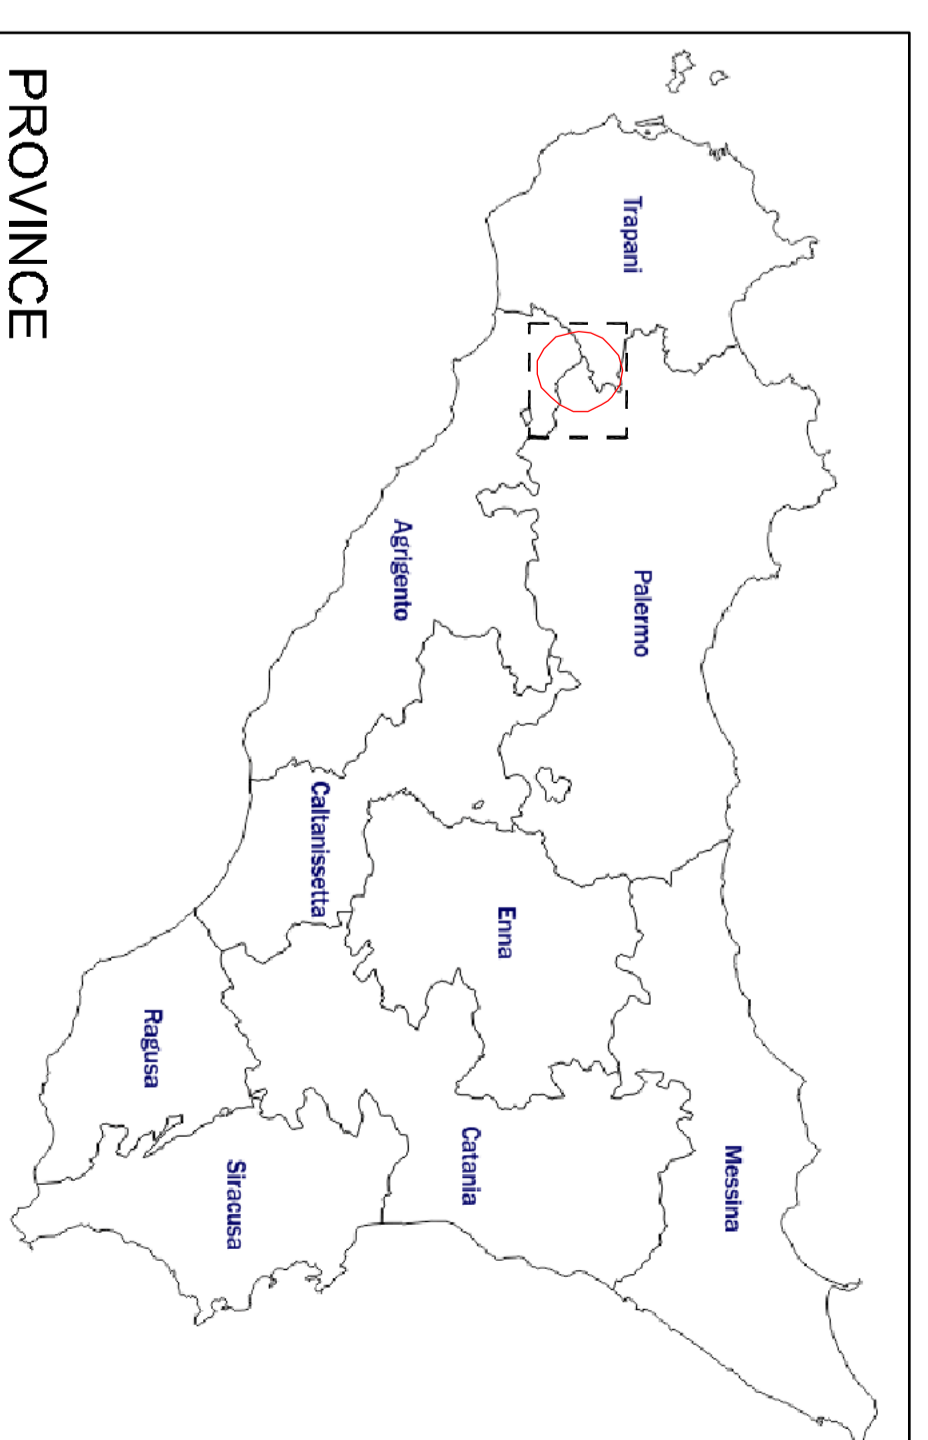 PROVINCE
Trapani
Palermo
Agrigento
Caltanissetta
Enna
Messina
Catania
Ragusa
Siracusa